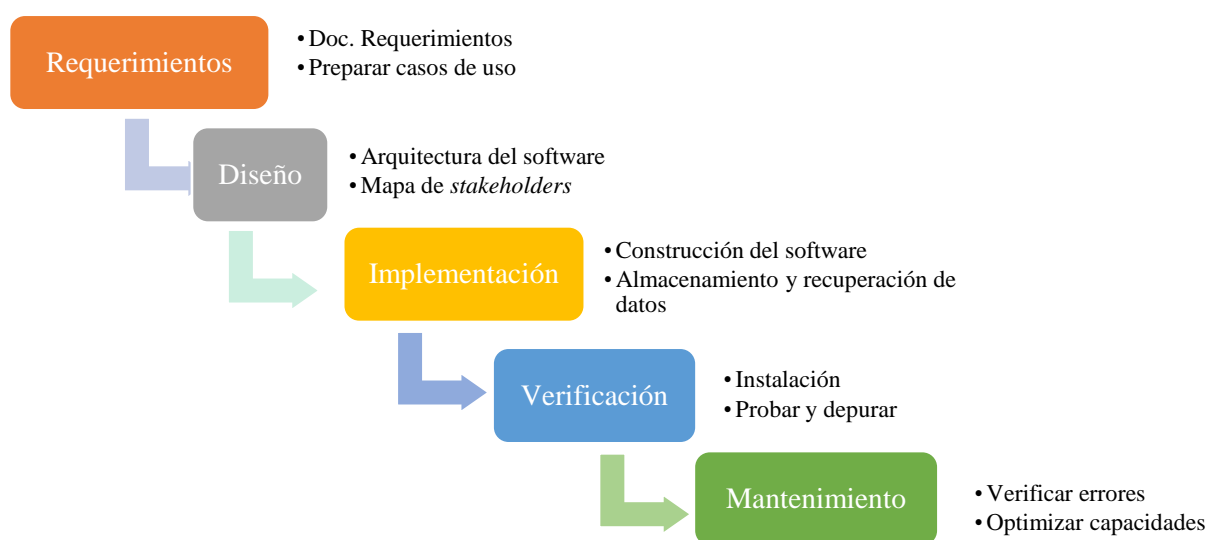 Requerimientos
• Doc. Requerimientos
• Preparar casos de uso
Diseño
• Arquitectura del software
• Mapa de stakeholders
Implementación
• Construcción del software
• Almacenamiento y recuperación de
datos
Verificación
• Instalación
• Probar y depurar
Mantenimiento
• Verificar errores
• Optimizar capacidades